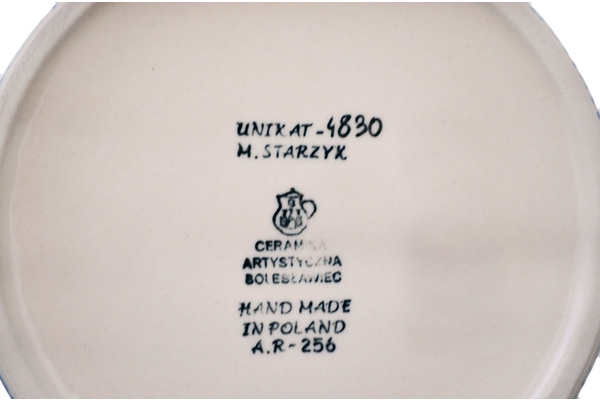 UNIKAT-4830
M. STARZYK
CERAMIKA
ARTYSTYCZNA
BOLESŁAWIEC
HAND MADE
IN POLAND
A.R-256